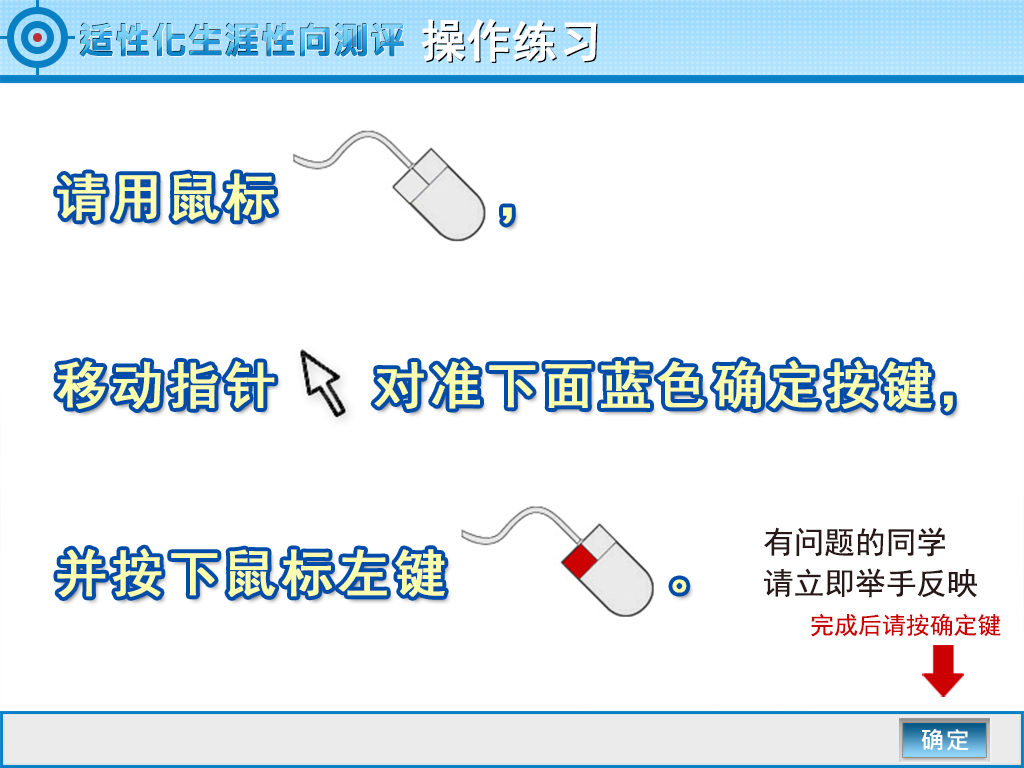 适性化生涯性向测评 操作练习
请用鼠标 ，
移动指针 对准下面蓝色确定按键，
并按下鼠标左键 。
有问题的同学
请立即举手反映
完成后请按确定键
确定